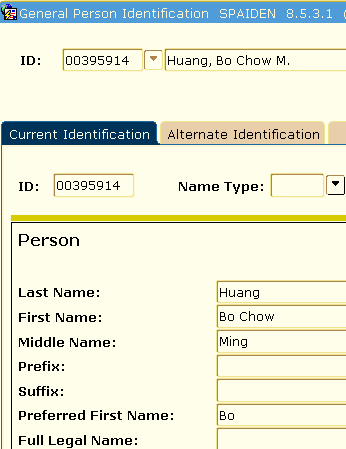 General Person Identification SPAIDEN 8.5.3.1
ID: 00395914 Huang, Bo Chow M.
Current Identification Alternate Identification
ID: 00395914 Name Type:
Person
Last Name: Huang
First Name: Bo Chow
Middle Name: Ming
Prefix:
Suffix:
Preferred First Name: Bo
Full Legal Name: